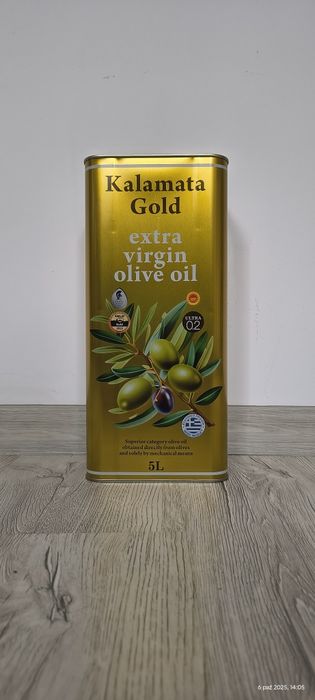 Kalamata
Gold
extra
virgin
olive oil
ULTRA
02
Superior category olive oil
obtained directly from olives
and solely by mechanical means
5L
6 paź 2025, 14:05